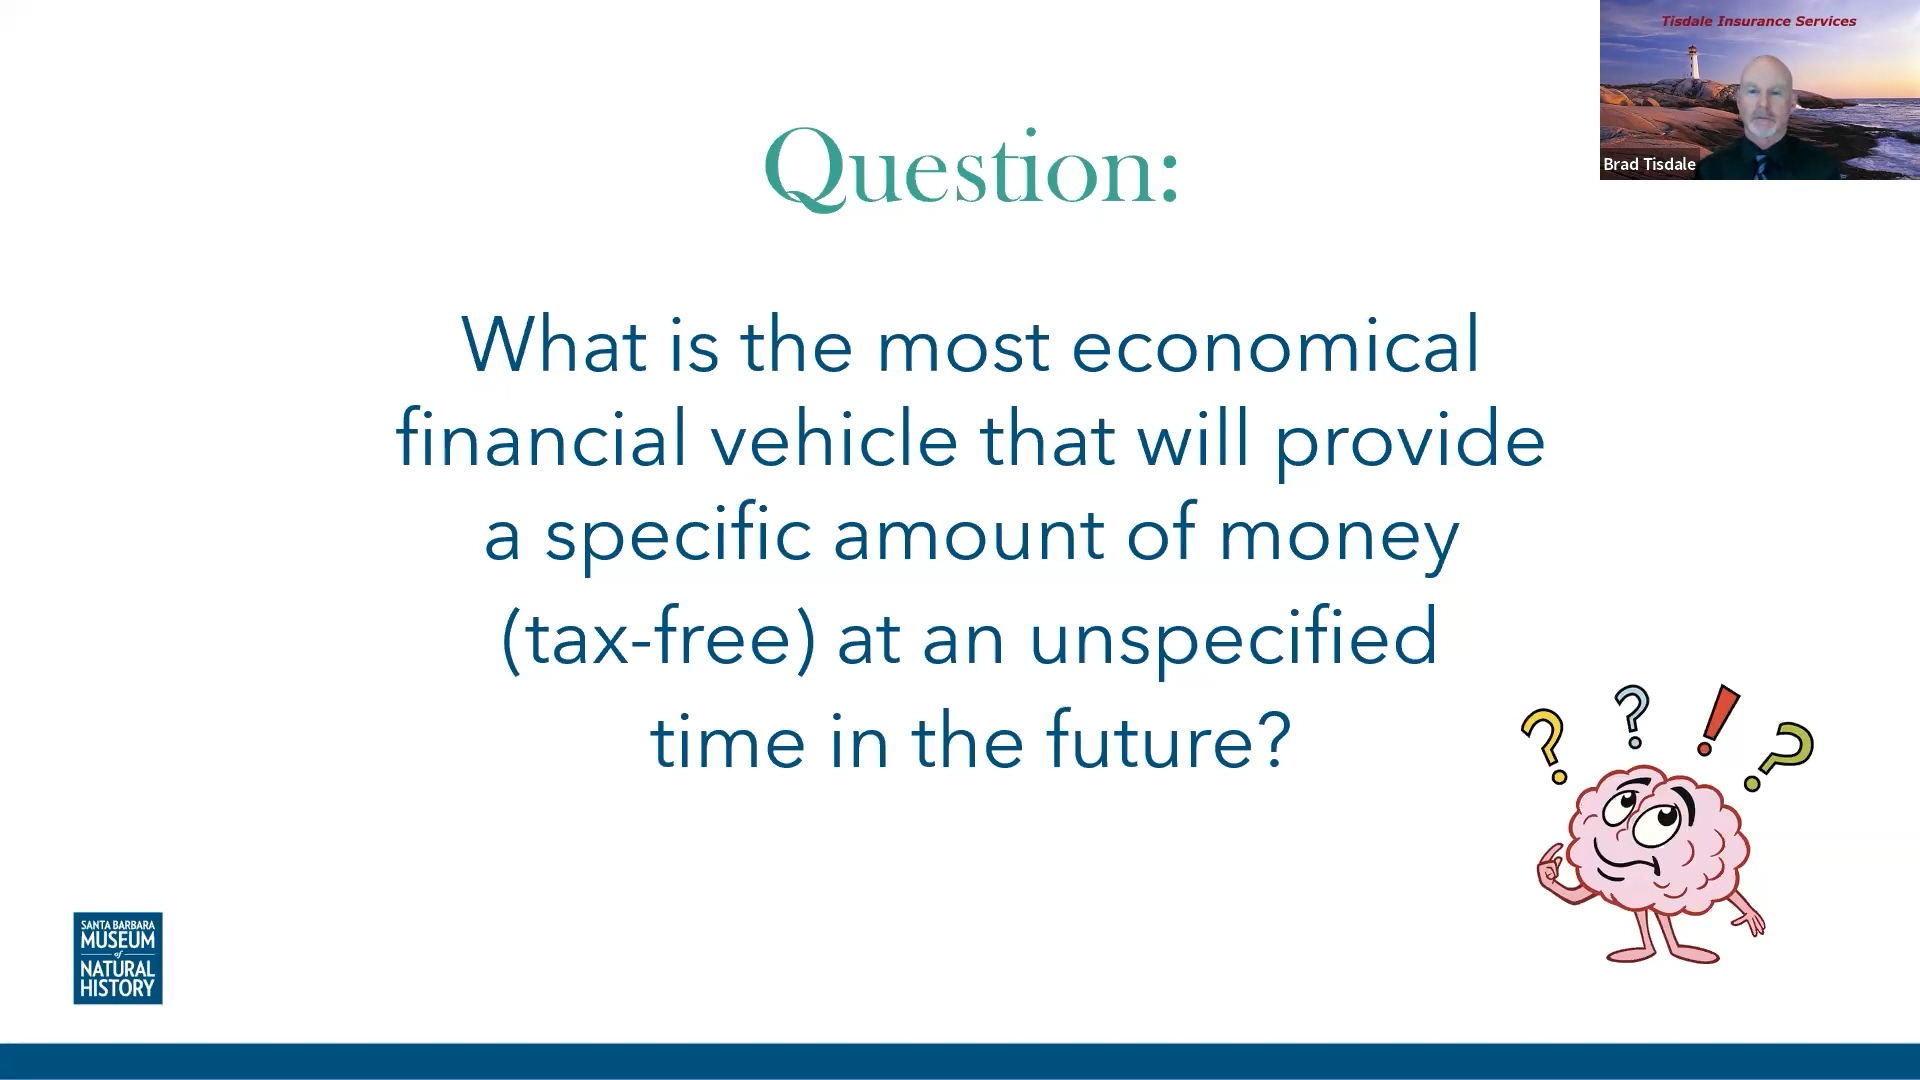 Tisdale Insurance Services
Brad Tisdale
Question:
What is the most economical
financial vehicle that will provide
a specific amount of money
(tax-free) at an unspecified
time in the future?
SANTA BARBARA
MUSEUM
of
NATURAL
HISTORY